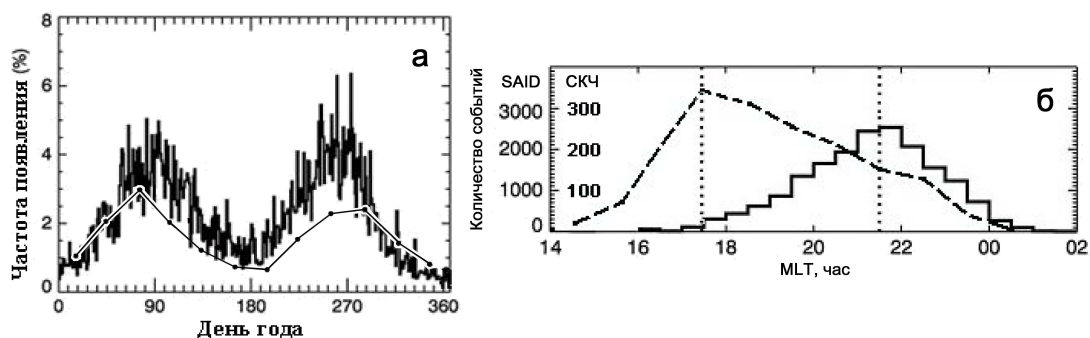 Частота появления (%)
8
6
4
2
0
а
0 90 180 270 360
День года
Количество событий
SAID СКЧ
3000 300
2000 200
1000 100
0
б
14 16 18 20 22 00 02
MLT, час